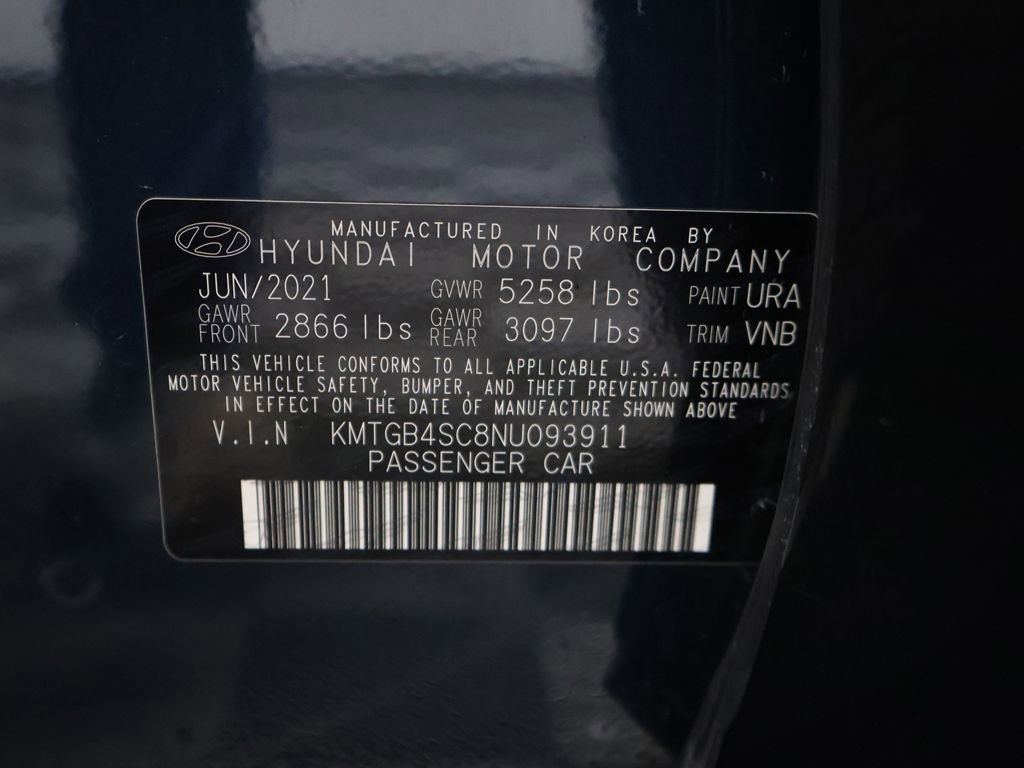 MANUFACTURED IN KOREA BY
HYUNDAI MOTOR COMPANY
JUN/2021 GVWR 5258 lbs PAINT URA
GAWR FRONT 2866 lbs GAWR REAR 3097 lbs TRIM VNB
THIS VEHICLE CONFORMS TO ALL APPLICABLE U.S.A. FEDERAL
MOTOR VEHICLE SAFETY, BUMPER, AND THEFT PREVENTION STANDARDS
IN EFFECT ON THE DATE OF MANUFACTURE SHOWN ABOVE
V.I.N KMTGB4SC8NU093911
PASSENGER CAR